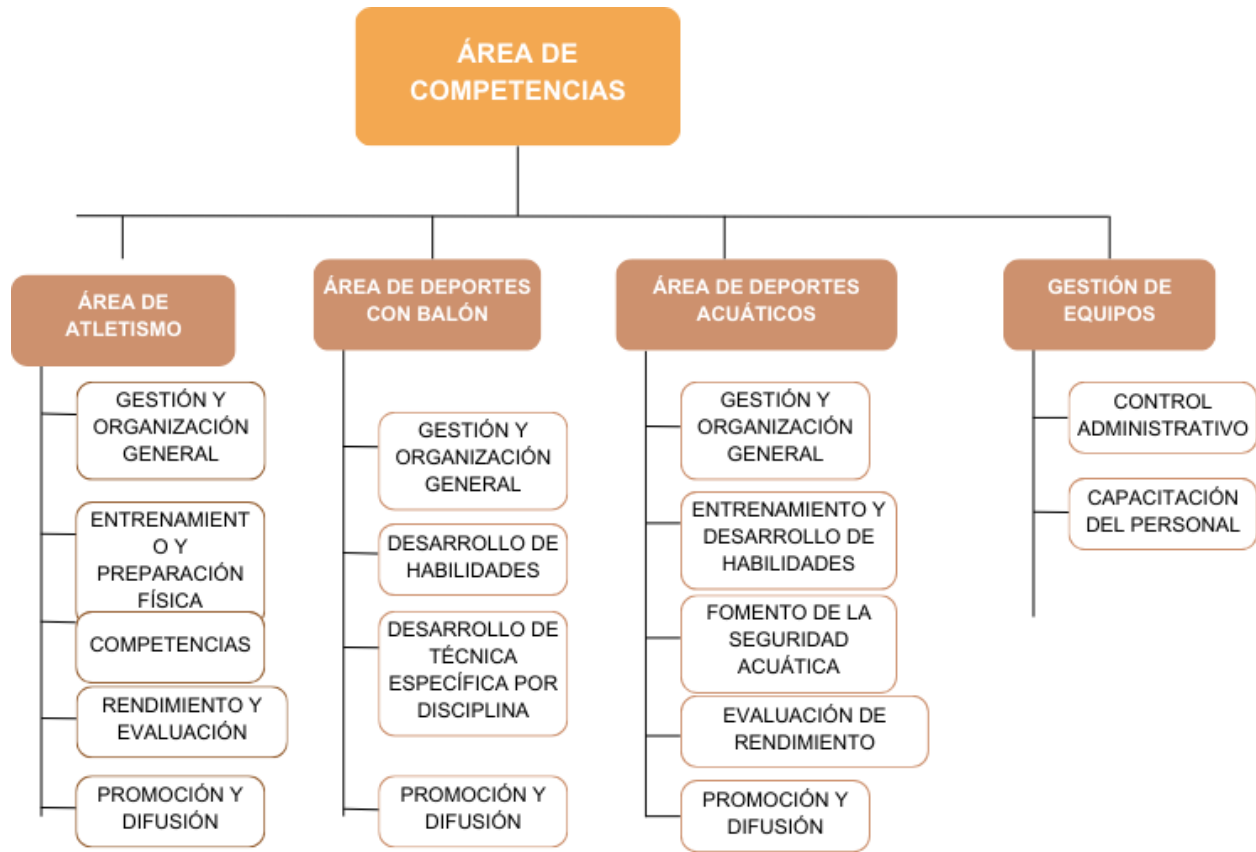 ÁREA DE
COMPETENCIAS
ÁREA DE
ATLETISMO
GESTIÓN Y
ORGANIZACIÓN
GENERAL
ENTRENAMIENT
O Y
PREPARACIÓN
FÍSICA
COMPETENCIAS
RENDIMIENTO Y
EVALUACIÓN
PROMOCIÓN Y
DIFUSIÓN
ÁREA DE DEPORTES
CON BALÓN
GESTIÓN Y
ORGANIZACIÓN
GENERAL
DESARROLLO DE
HABILIDADES
DESARROLLO DE
TÉCNICA
ESPECÍFICA POR
DISCIPLINA
PROMOCIÓN Y
DIFUSIÓN
ÁREA DE DEPORTES
ACUÁTICOS
GESTIÓN Y
ORGANIZACIÓN
GENERAL
ENTRENAMIENTO Y
DESARROLLO DE
HABILIDADES
FOMENTO DE LA
SEGURIDAD
ACUÁTICA
EVALUACIÓN DE
RENDIMIENTO
PROMOCIÓN Y
DIFUSIÓN
GESTIÓN DE
EQUIPOS
CONTROL
ADMINISTRATIVO
CAPACITACIÓN
DEL PERSONAL